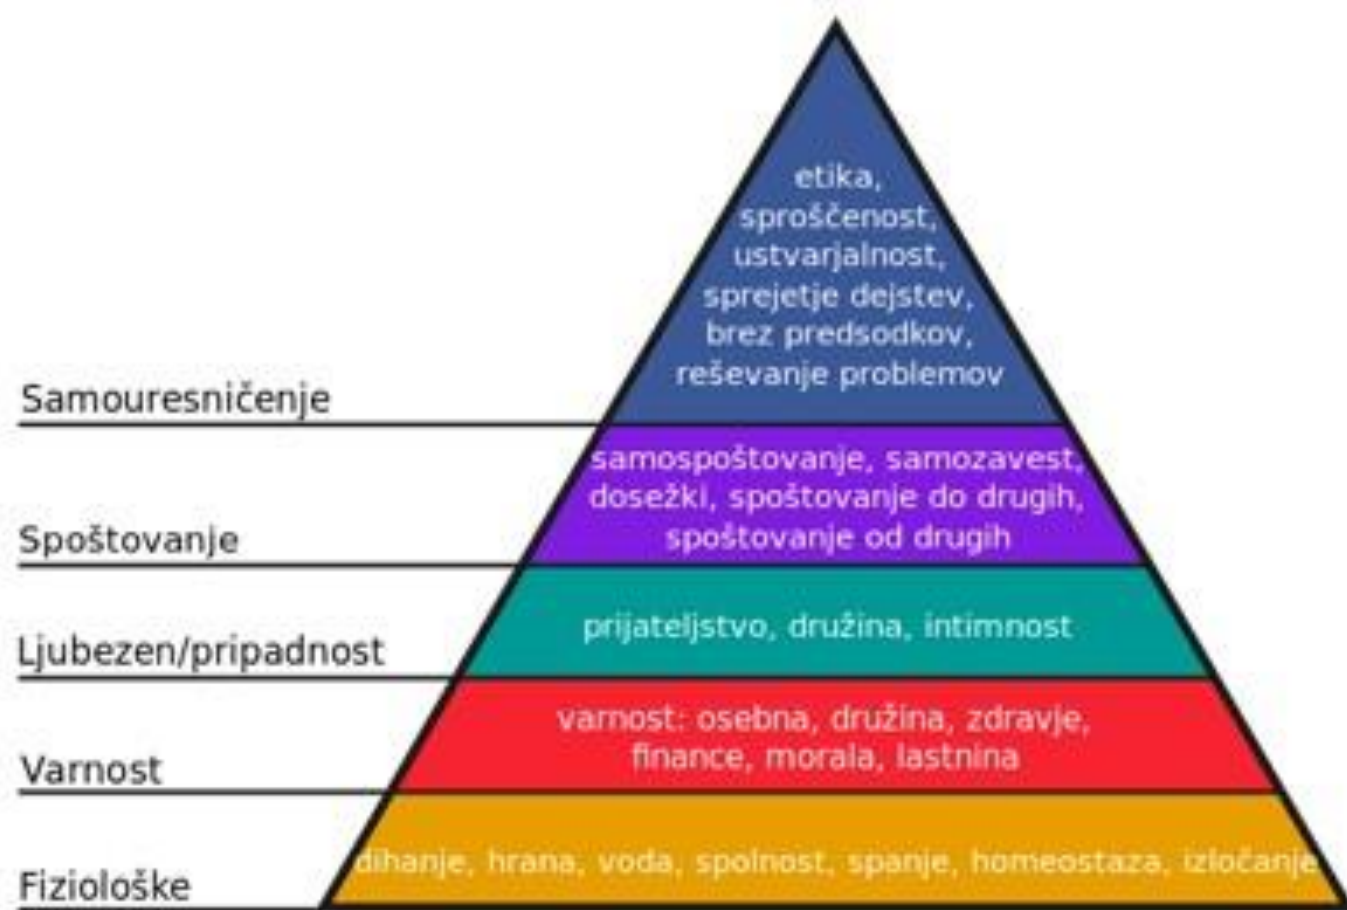 etika,
sproščenost,
ustvarjalnost,
sprejetje dejstev,
brez predsodkov,
reševanje problemov
Samouresničenje
samospoštovanje, samozavest,
dosežki, spoštovanje do drugih,
spoštovanje od drugih
Spoštovanje
prijateljstvo, družina, intimnost
Ljubezen/pripadnost
varnost: osebna, družina, zdravje,
finance, morala, lastnina
Varnost
dihanje, hrana, voda, spolnost, spanje, homeostaza, izločanje
Fiziološke